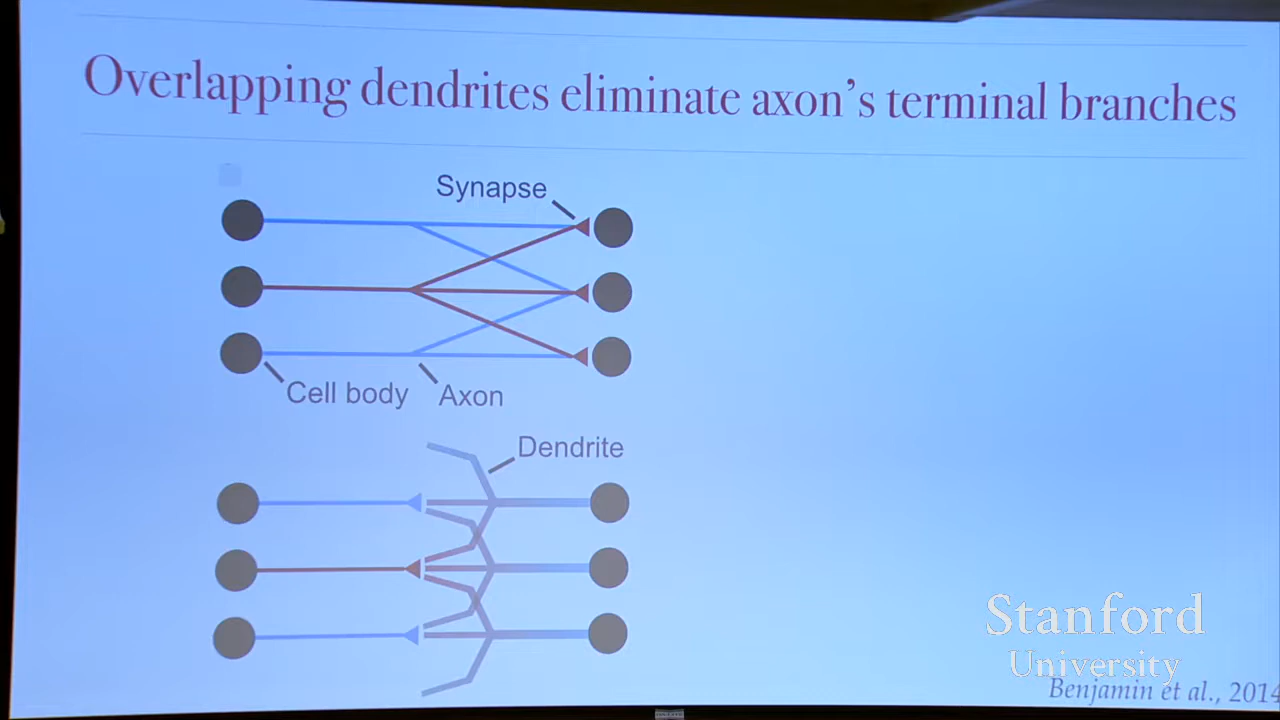 Overlapping dendrites eliminate axon's terminal branches
Synapse
Cell body
Axon
Dendrite
Stanford
University
Benjamin et al., 2014